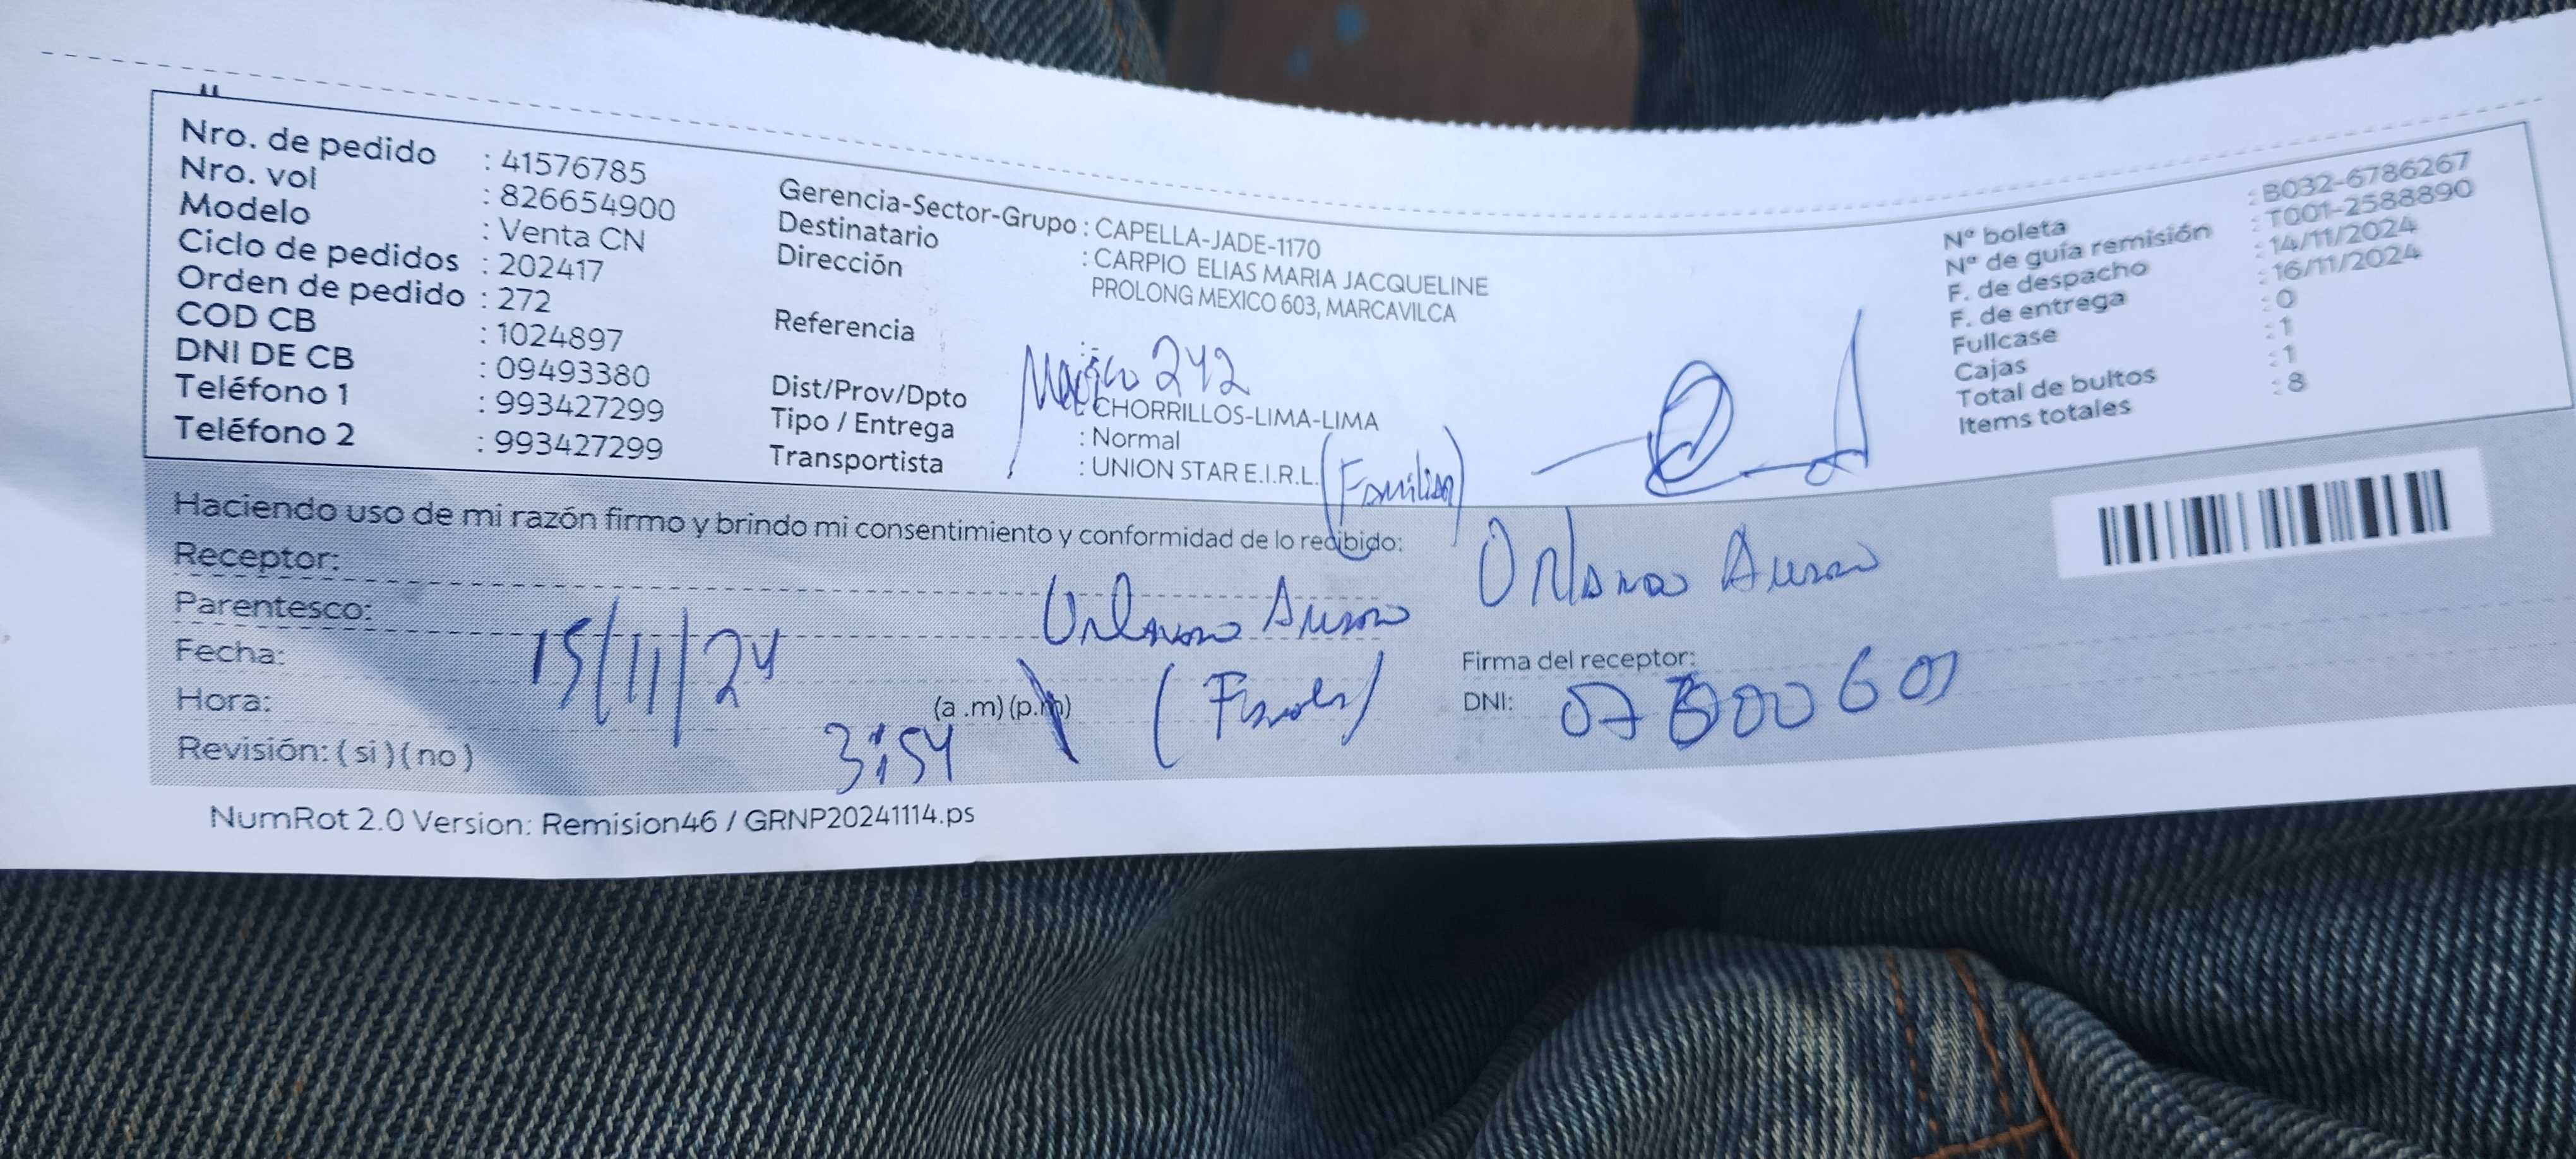 Nro. de pedido : 41576785
Nro. vol : 826654900
Modelo : Venta CN
Ciclo de pedidos : 202417
Orden de pedido : 272
COD CB : 1024897
DNI DE CB : 09493380
Teléfono 1 : 993427299
Teléfono 2 : 993427299
Gerencia-Sector-Grupo : CAPELLA-JADE-1170
Destinatario : CARPIO ELIAS MARIA JACQUELINE
Dirección PROLONG MEXICO 603, MARCAVILCA
Referencia :-
Mexico 242
Dist/Prov/Dpto : CHORRILLOS-LIMA-LIMA
Tipo / Entrega : Normal
Transportista : UNION STAR E.I.R.L.
(Familiar)
Nº boleta : B032-6786267
Nº de guía remisión : T001-2588890
F. de despacho : 14/11/2024
F. de entrega : 16/11/2024
Fullcase : 0
Cajas : 1
Total de bultos : 1
Items totales : 8
Haciendo uso de mi razón firmo y brindo mi consentimiento y conformidad de lo recibido:
Receptor:
Parentesco:
Fecha: 15/11/24
Hora: 3:54 (a .m) (p.m)
Revisión: ( si ) ( no )
Orlando
Orlando
Firma del receptor:
DNI:
NumRot 2.0 Version: Remision46 / GRNP20241114.ps